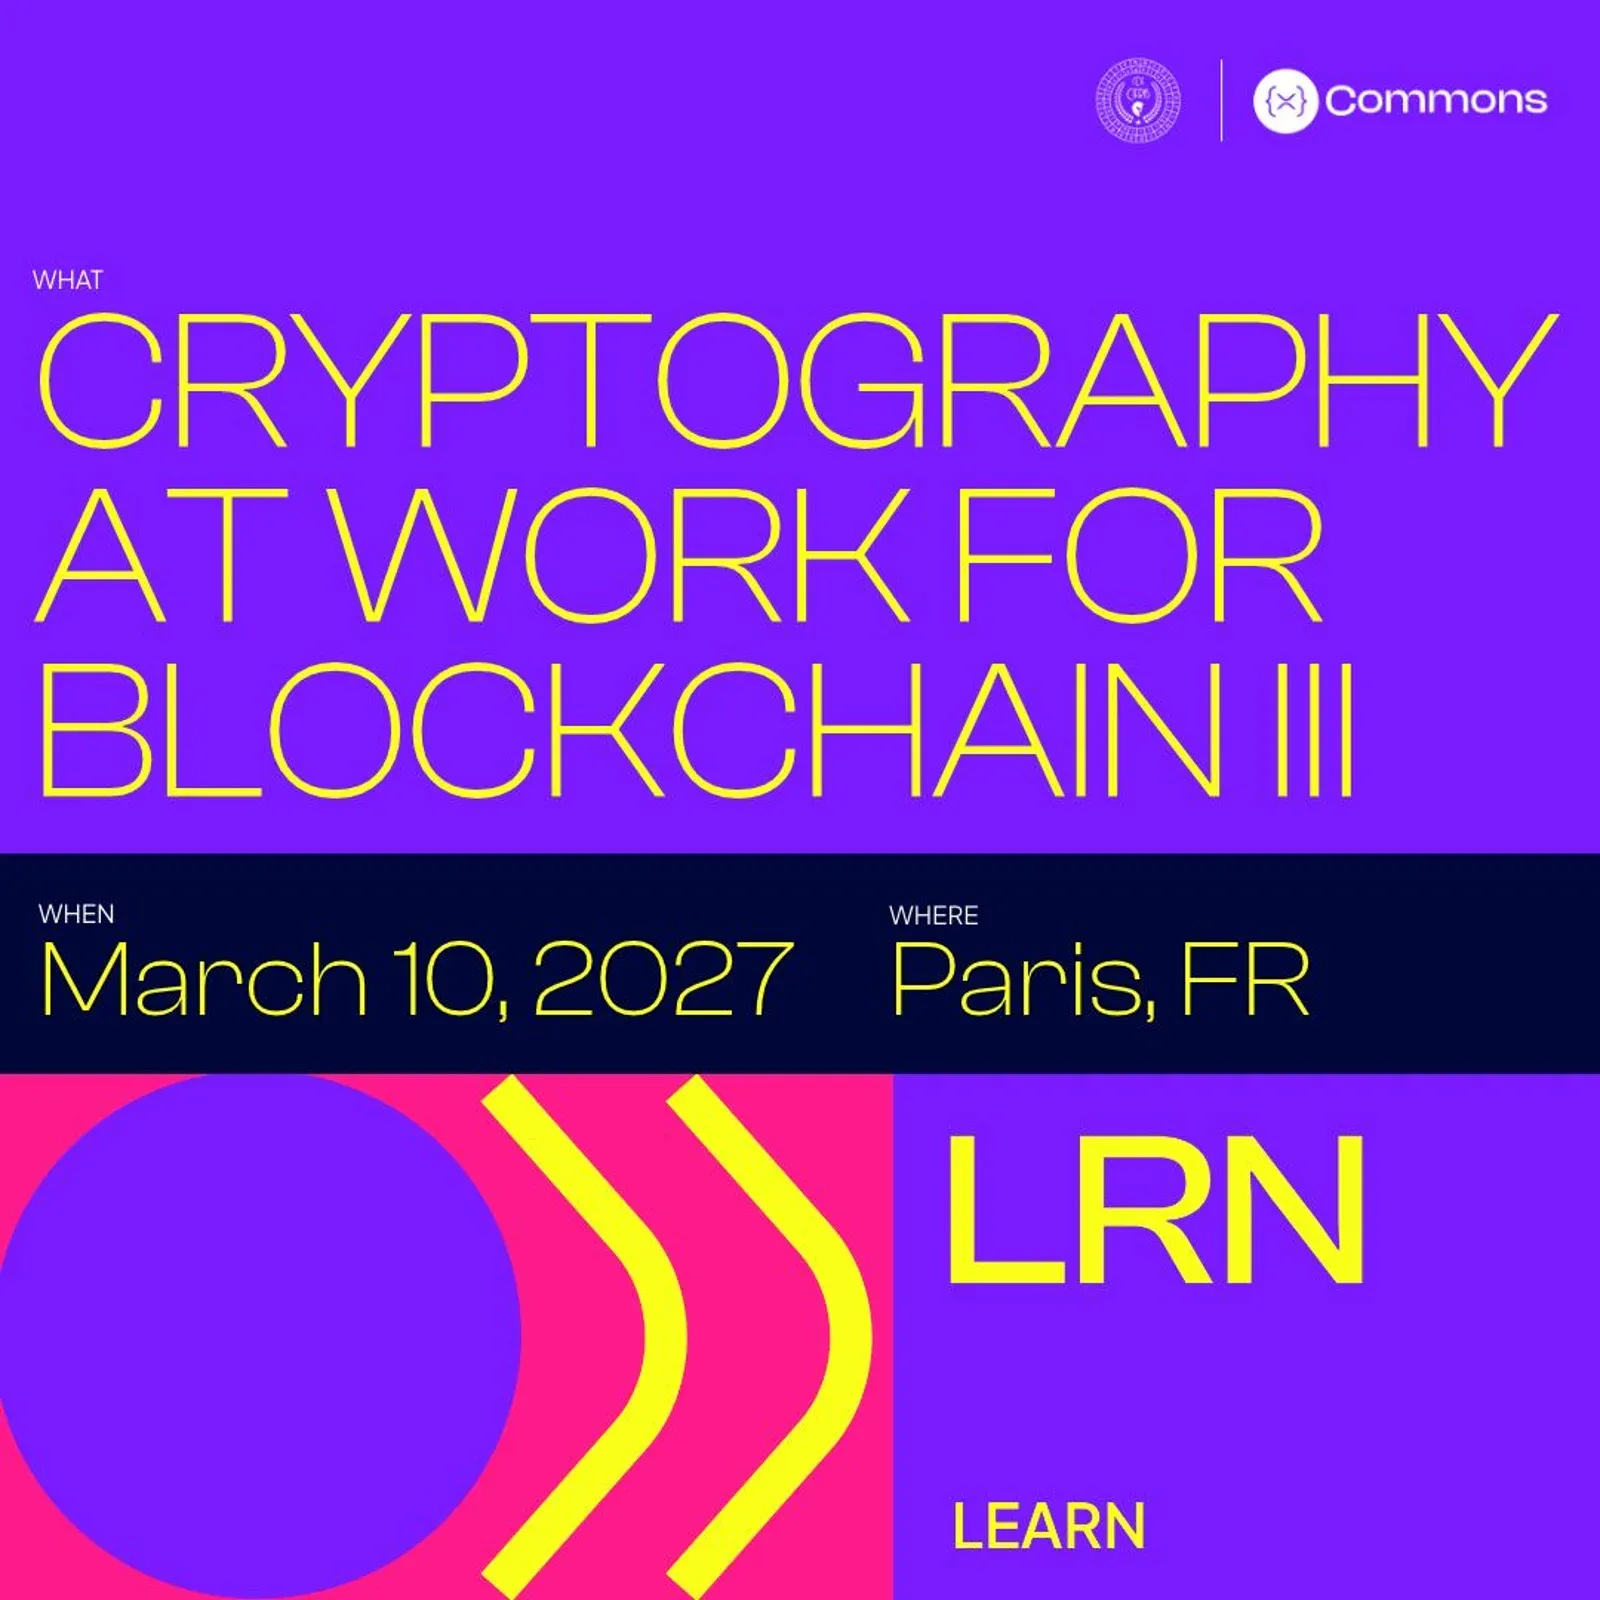 Commons
WHAT
CRYPTOGRAPHY
AT WORK FOR
BLOCKCHAIN III
WHEN
March 10, 2027
WHERE
Paris, FR
LRN
LEARN